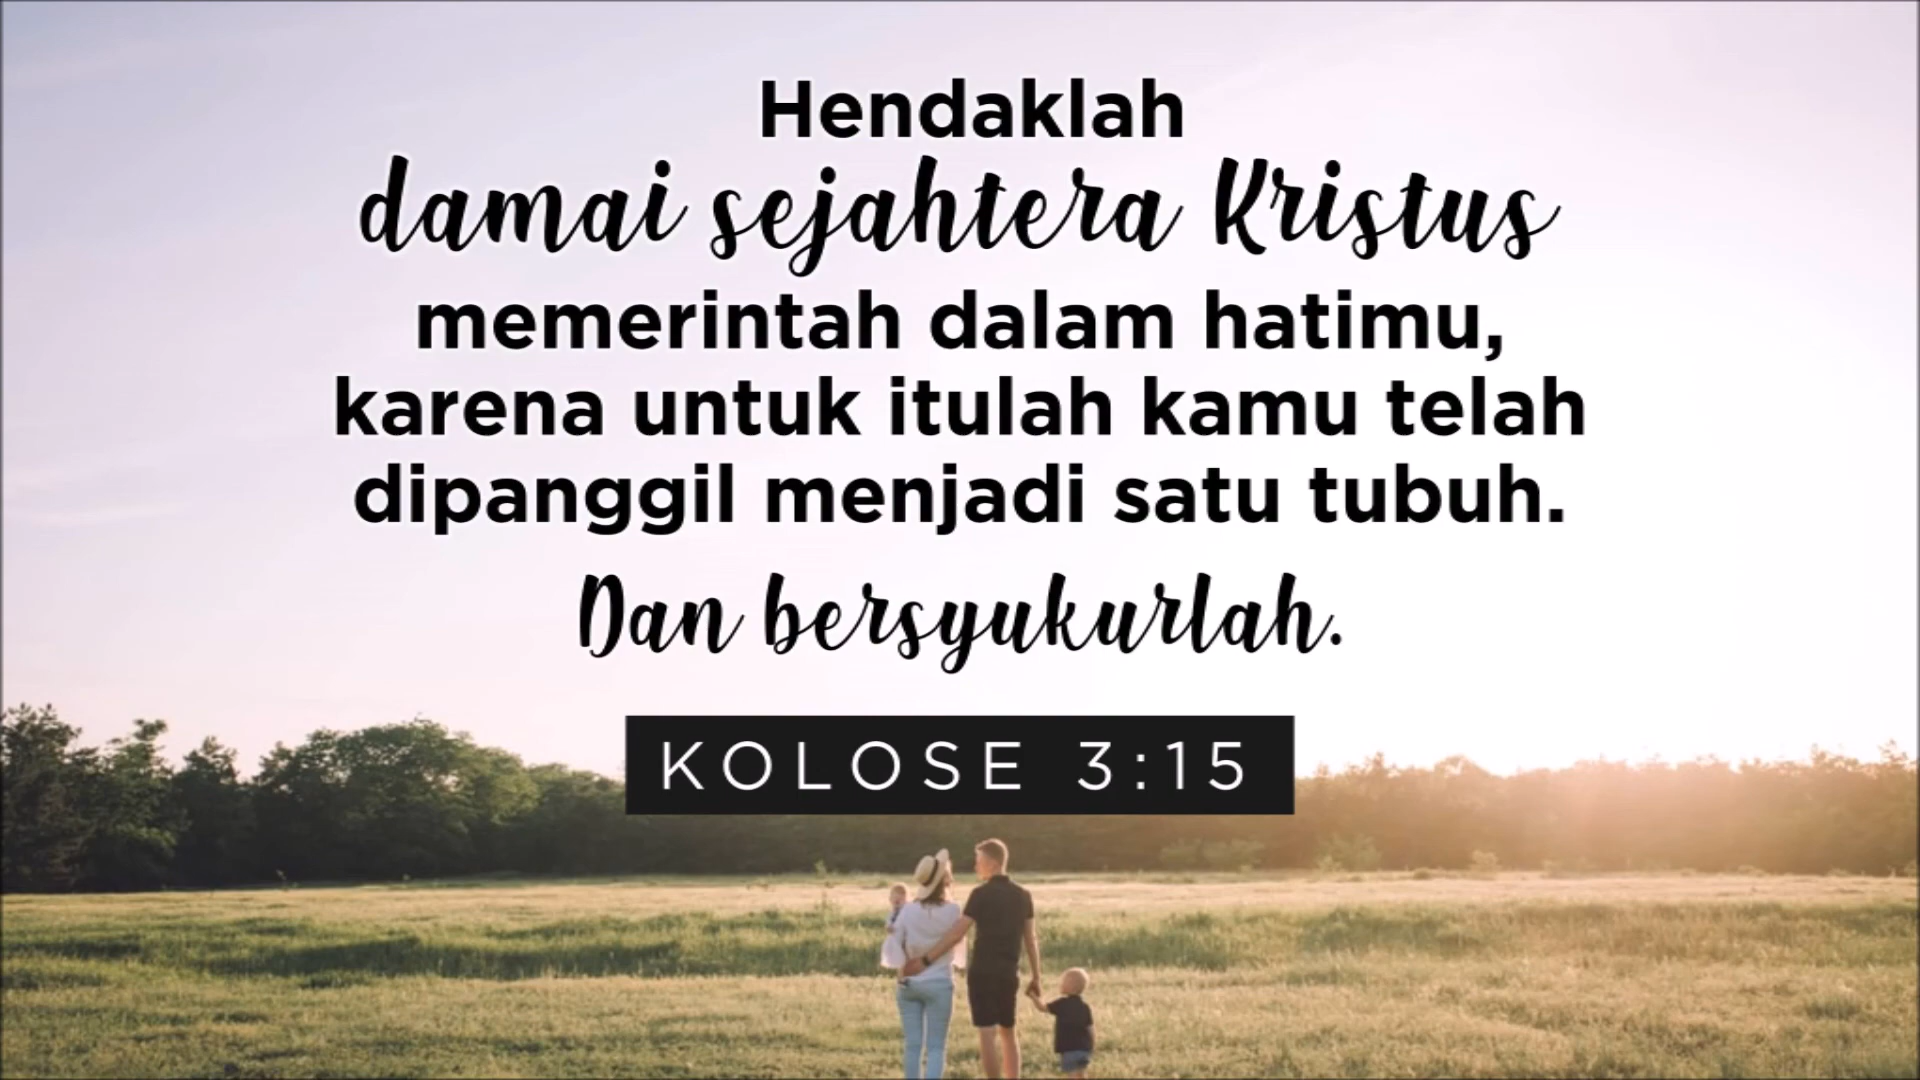 Hendaklah
damai sejahtera Kristus
memerintah dalam hatimu,
karena untuk itulah kamu telah
dipanggil menjadi satu tubuh.
Dan bersyukurlah.
KOLOSE 3:15